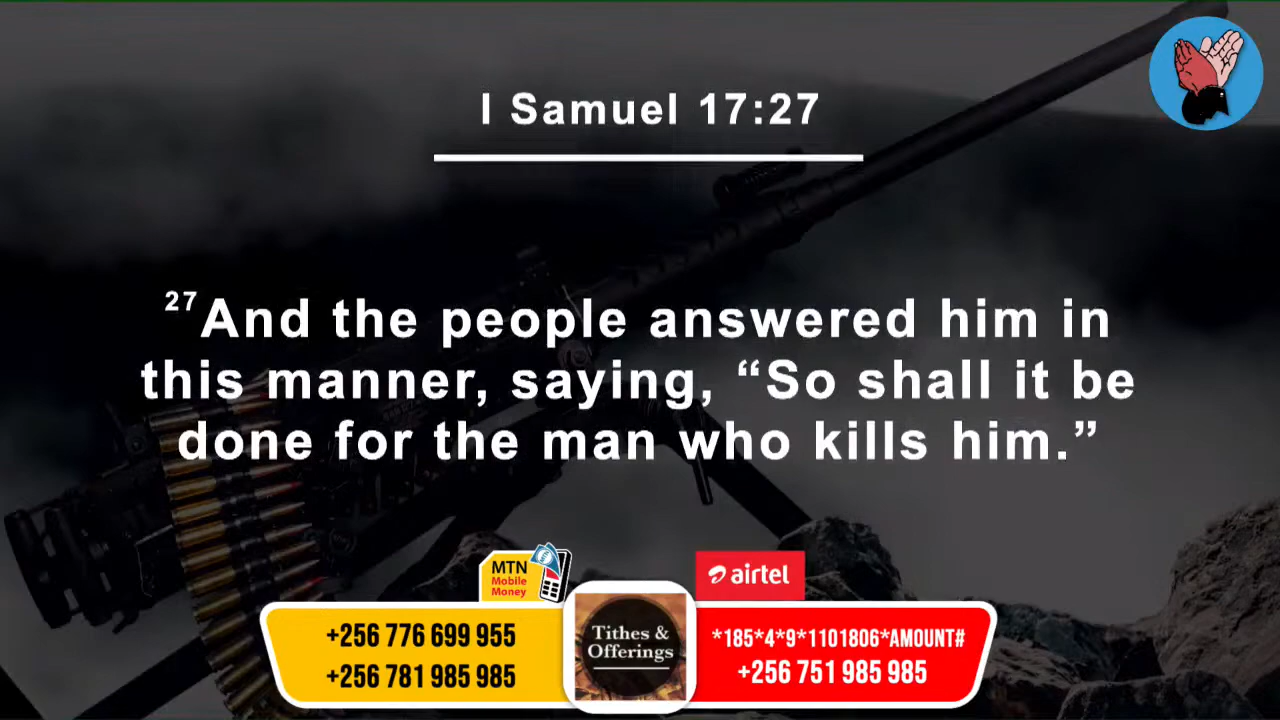 I Samuel 17:27
27And the people answered him in
this manner, saying, “So shall it be
done for the man who kills him.”
MTN
Mobile
Money
airtel
+256 776 699 955
+256 781 985 985
Tithes &
Offerings
*185*4*9*1101806*AMOUNT#
+256 751 985 985